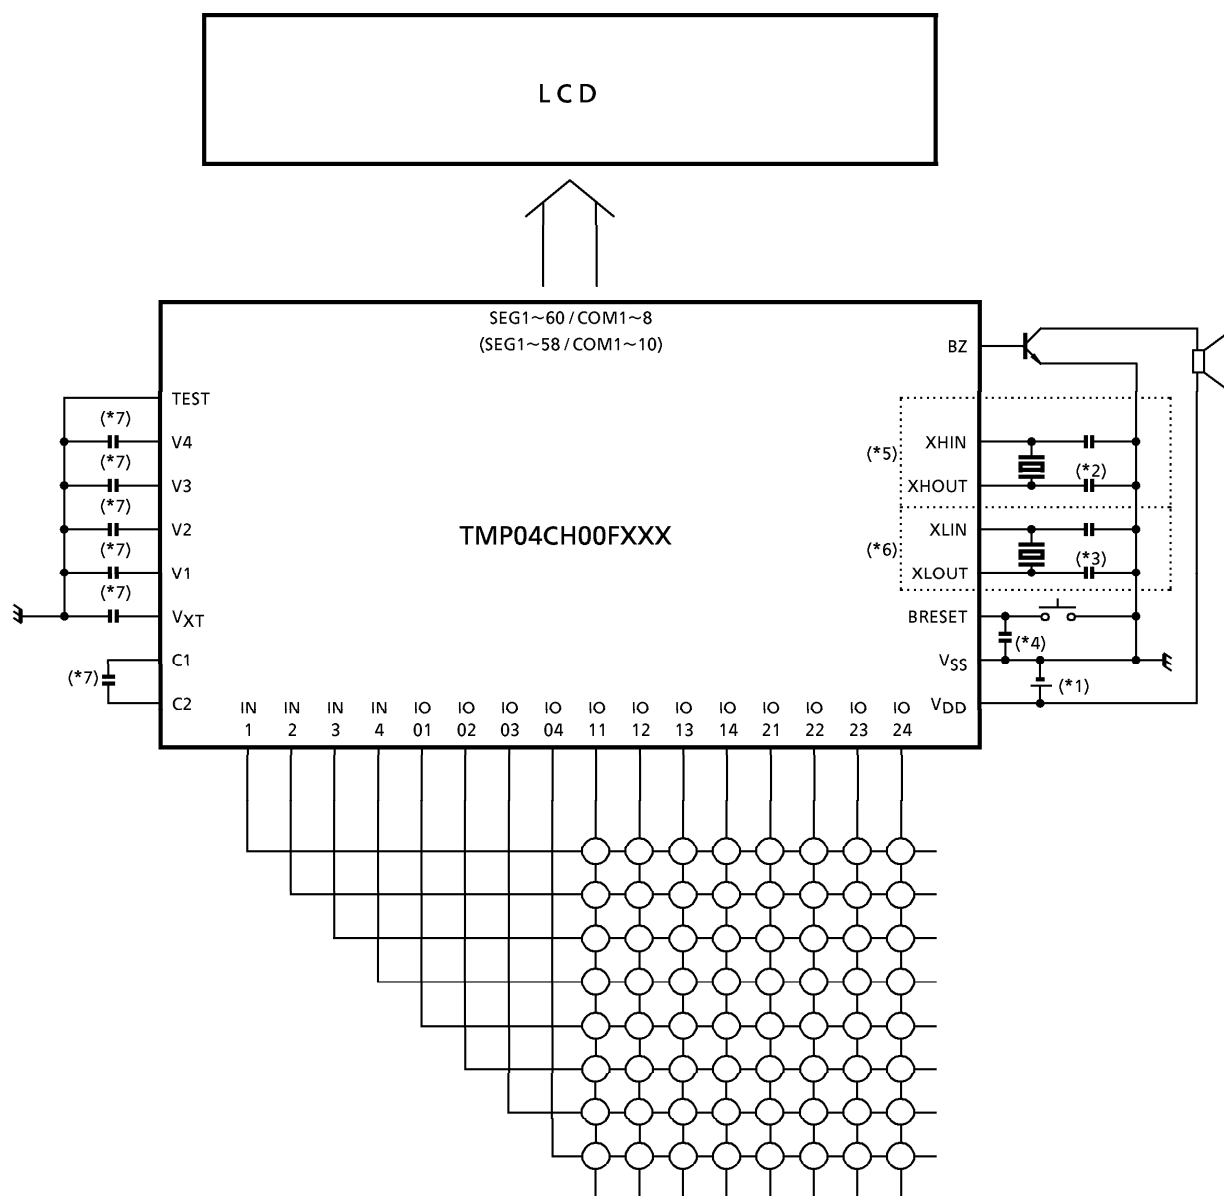 LCD
SEG1~60 / COM1~8
(SEG1~58 / COM1~10)
BZ
TEST
(*7)
V4
(*7)
V3
(*7)
V2
(*7)
V1
(*7)
VXT
C1
(*7)
C2
TMP04CH00FXXX
(*5)
XHIN
XHOUT
(*2)
(*6)
XLIN
XLOUT
(*3)
BRESET
(*4)
VSS
(*1)
VDD
IN IN IN IN IO IO IO IO IO IO IO IO IO IO IO IO
1 2 3 4 01 02 03 04 11 12 13 14 21 22 23 24